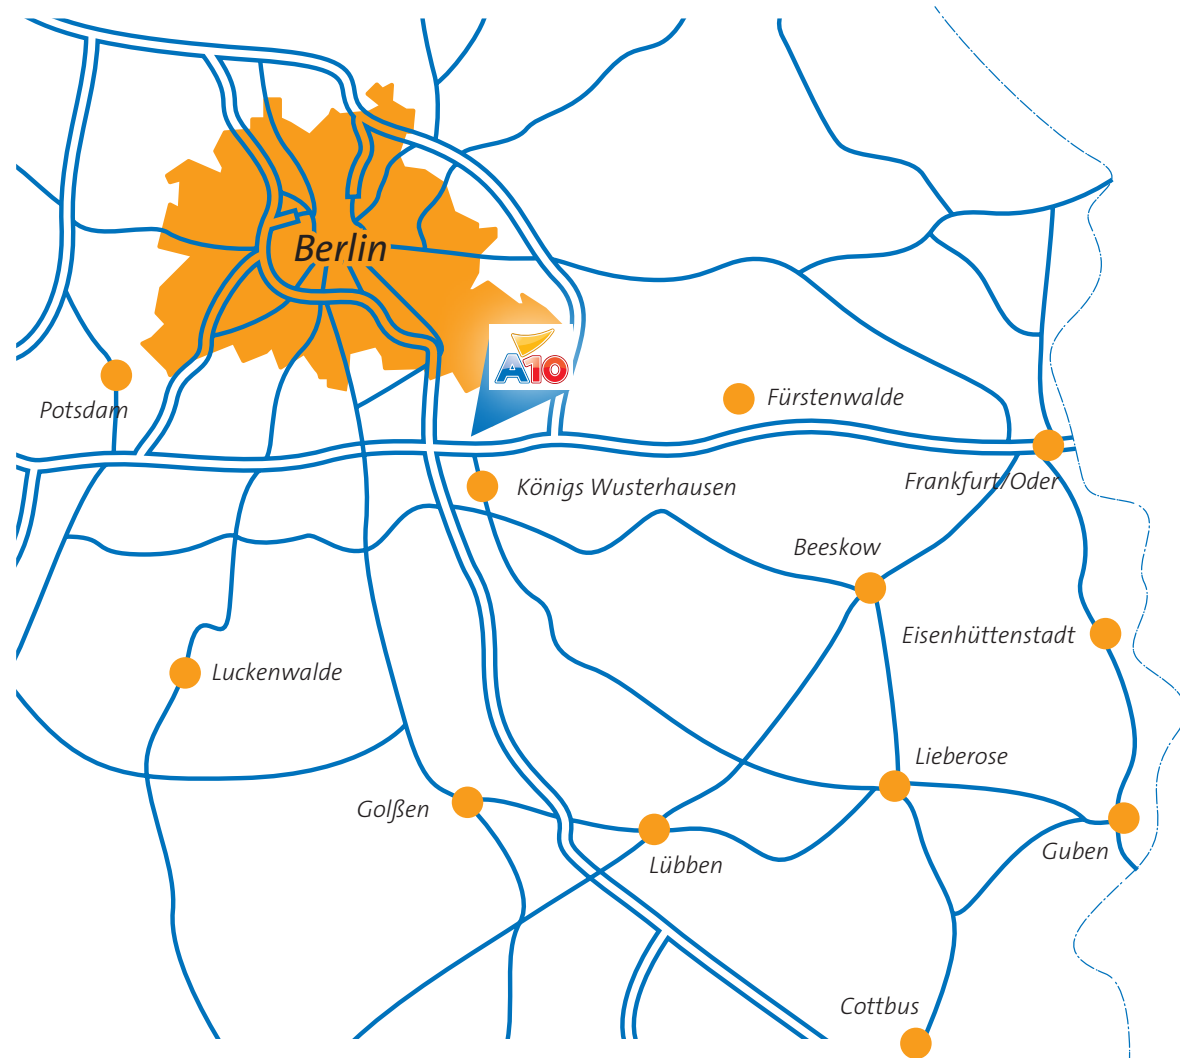 Berlin
A10
Potsdam
Fürstenwalde
Frankfurt/Oder
Königs Wusterhausen
Beeskow
Eisenhüttenstadt
Luckenwalde
Lieberose
Golßen
Lübben
Guben
Cottbus